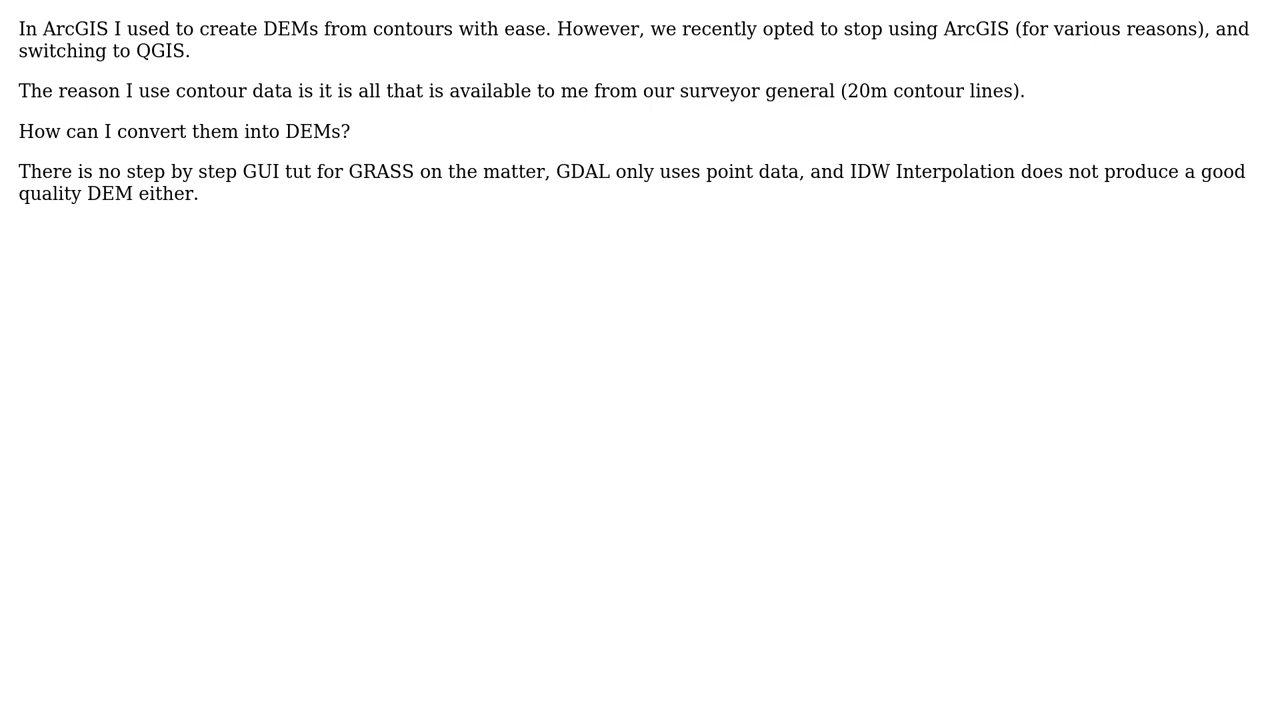 In ArcGIS I used to create DEMs from contours with ease. However, we recently opted to stop using ArcGIS (for various reasons), and
switching to QGIS.
The reason I use contour data is it is all that is available to me from our surveyor general (20m contour lines).
How can I convert them into DEMs?
There is no step by step GUI tut for GRASS on the matter, GDAL only uses point data, and IDW Interpolation does not produce a good
quality DEM either.